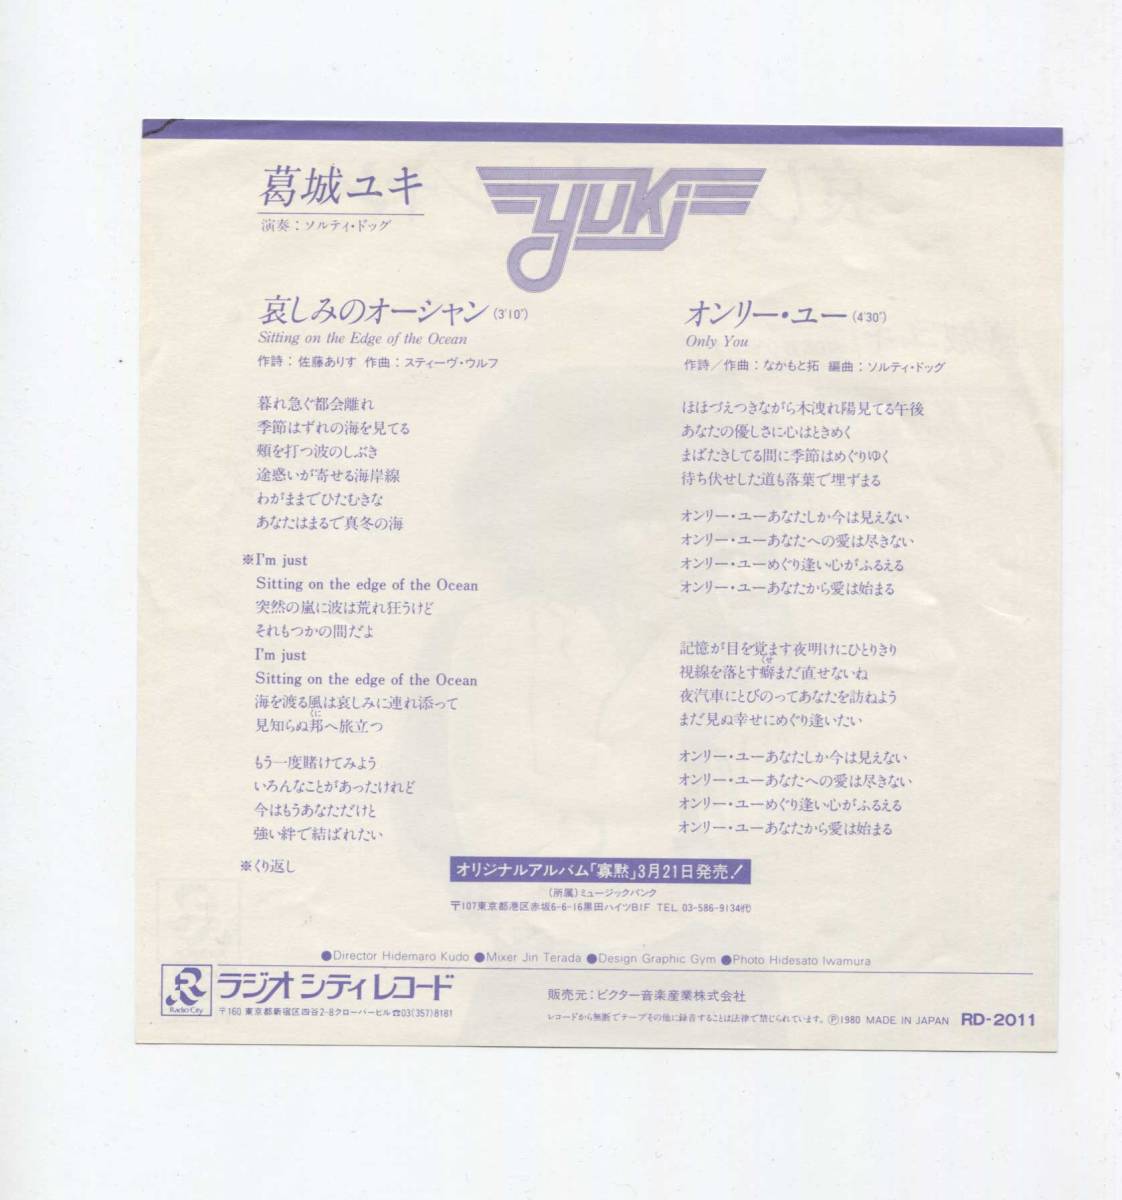 葛城ユキ
演奏：ソルティ・ドッグ
yuki
哀しみのオーシャン(3'10")
Sitting on the Edge of the Ocean
作詩：佐藤ありす 作曲：スティーヴ・ウルフ
暮れ急ぐ都会離れ
季節はずれの海を見てる
頬を打つ波のしぶき
途惑いが寄せる海岸線
わがままでひたむきな
あなたはまるで真冬の海
※I'm just
Sitting on the edge of the Ocean
突然の嵐に波は荒れ狂うけど
それもつかの間だよ
I'm just
Sitting on the edge of the Ocean
海を渡る風は哀しみに連れ添って
見知らぬ邦へ旅立つ
くに
もう一度賭けてみよう
いろんなことがあったけれど
今はもうあなただけと
強い絆で結ばれたい
※くり返し
オンリー・ユー(4'30")
Only You
作詩／作曲：なかもと拓 編曲：ソルティ・ドッグ
ほほづえつきながら木洩れ陽見てる午後
あなたの優しさに心はときめく
まばたきしてる間に季節はめぐりゆく
待ち伏せした道も落葉で埋ずまる
オンリー・ユーあなたしか今は見えない
オンリー・ユーあなたへの愛は尽きない
オンリー・ユーめぐり逢い心がふるえる
オンリー・ユーあなたから愛は始まる
記憶が目を覚ます夜明けにひとりきり
視線を落とす癖まだ直せないね
くせ
夜汽車にとびのってあなたを訪ねよう
まだ見ぬ幸せにめぐり逢いたい
オンリー・ユーあなたしか今は見えない
オンリー・ユーあなたへの愛は尽きない
オンリー・ユーめぐり逢い心がふるえる
オンリー・ユーあなたから愛は始まる
オリジナルアルバム「寡黙」3月21日発売！
(所属)ミュージックバンク
〒107東京都港区赤坂6-6-16黒田ハイツB1F TEL 03-586-9134代
●Director Hidemaro Kudo ●Mixer Jin Terada ●Design Graphic Gym ●Photo Hidesato Iwamura
Radio City
ラジオシティレコード
〒160 東京都新宿区四谷2-8クローバービル☎03(357)8181
販売元：ビクター音楽産業株式会社
レコードから無断でテープその他に録音することは法律で禁じられています。Ⓟ1980 MADE IN JAPAN RD-2011